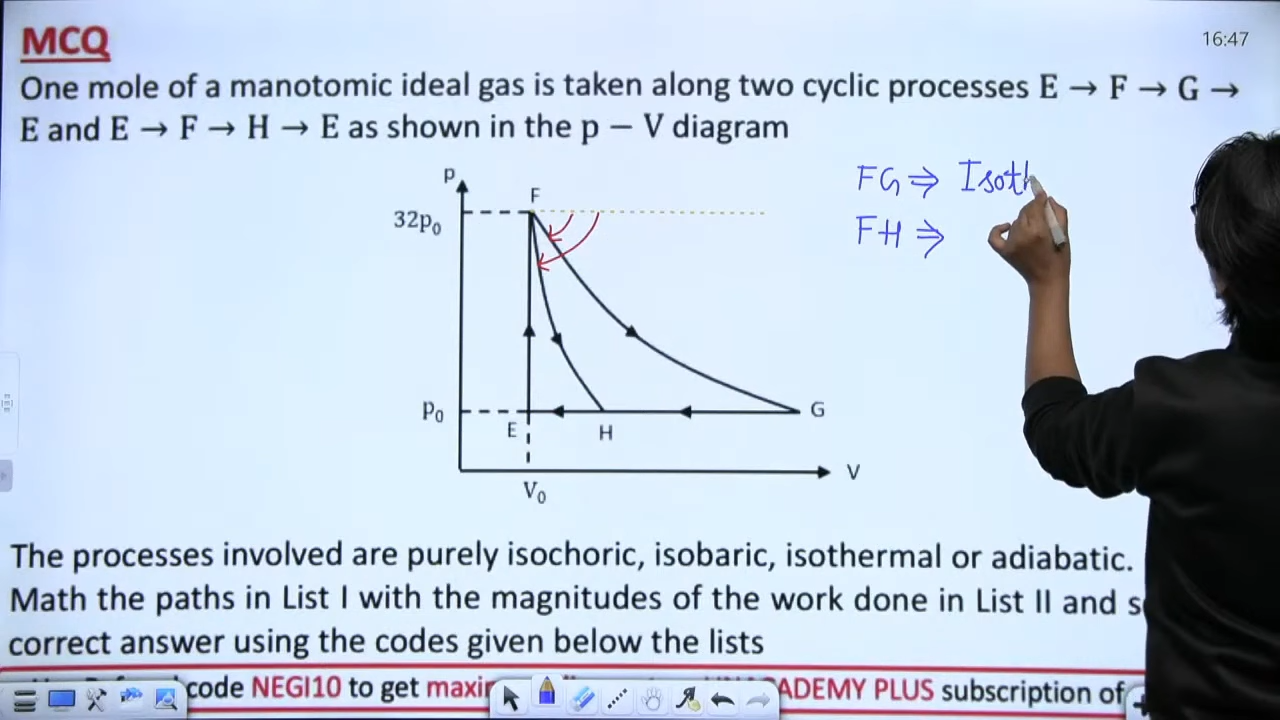 MCQ
16:47
One mole of a manotomic ideal gas is taken along two cyclic processes E → F → G →
E and E → F → H → E as shown in the p − V diagram
P
F
32p₀
FG ⇒ Isoth
FH ⇒
p₀
E
H
G
V
V₀
The processes involved are purely isochoric, isobaric, isothermal or adiabatic.
Math the paths in List I with the magnitudes of the work done in List II and
correct answer using the codes given below the lists
code NEGI10 to get PLUS subscription of